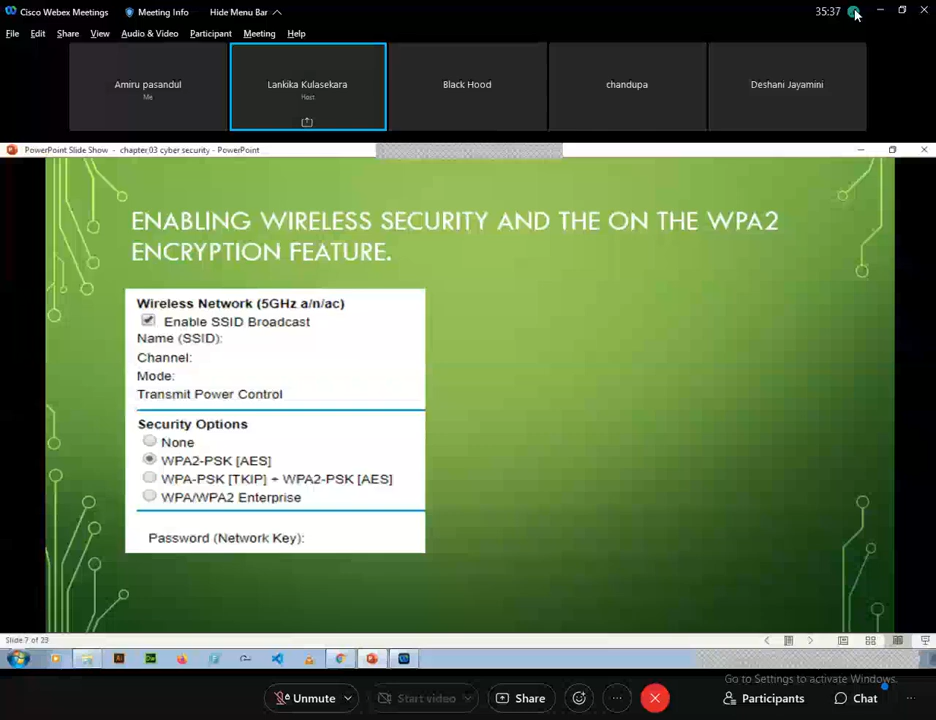 Cisco Webex Meetings Meeting Info Hide Menu Bar 35:37
File Edit Share View Audio & Video Participant Meeting Help
Amiru pasandul
Me
Lankika Kulasekara
Host
Black Hood
chandupa
Deshani Jayamini
PowerPoint Slide Show - chapter,03 cyber security - PowerPoint
ENABLING WIRELESS SECURITY AND THE ON THE WPA2
ENCRYPTION FEATURE.
Wireless Network (5GHz a/n/ac)
Enable SSID Broadcast
Name (SSID):
Channel:
Mode:
Transmit Power Control
Security Options
None
WPA2-PSK [AES]
WPA-PSK [TKIP] + WPA2-PSK [AES]
WPA/WPA2 Enterprise
Password (Network Key):
Slide 7 of 23
Go to Settings to activate Windows.
Unmute Start video Share Participants Chat